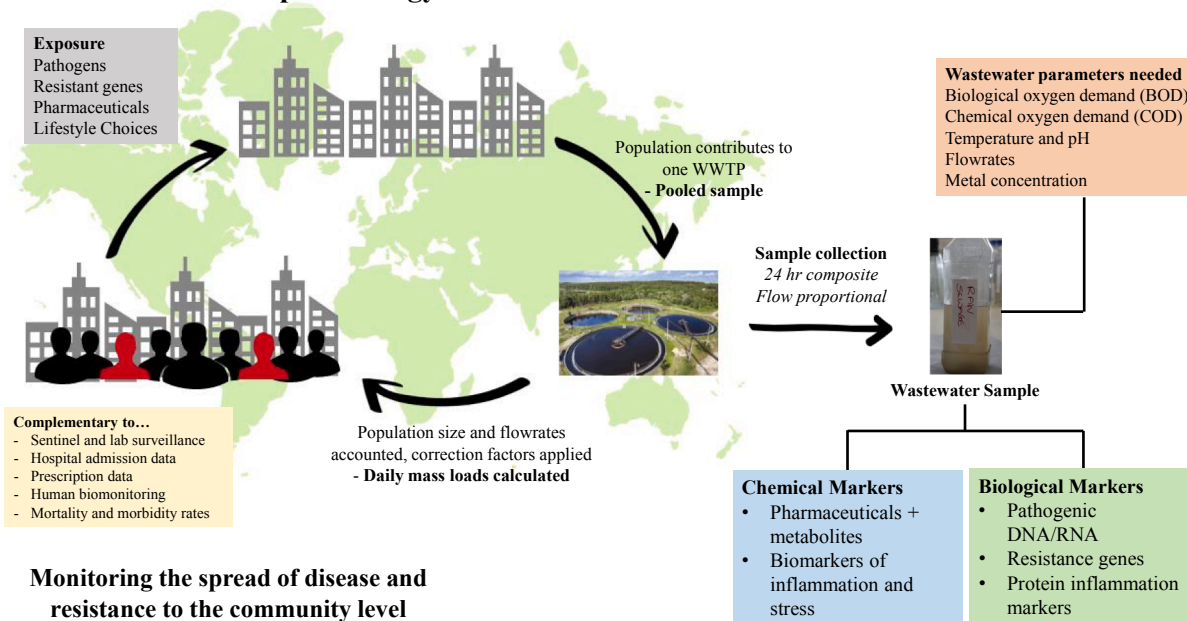 Exposure
Pathogens
Resistant genes
Pharmaceuticals
Lifestyle Choices
Population contributes to
one WWTP
- Pooled sample
Wastewater parameters needed
Biological oxygen demand (BOD)
Chemical oxygen demand (COD)
Temperature and pH
Flowrates
Metal concentration
Sample collection
24 hr composite
Flow proportional
RAW
SEWAGE
Wastewater Sample
Complementary to…
- Sentinel and lab surveillance
- Hospital admission data
- Prescription data
- Human biomonitoring
- Mortality and morbidity rates
Population size and flowrates
accounted, correction factors applied
- Daily mass loads calculated
Chemical Markers
• Pharmaceuticals +
metabolites
• Biomarkers of
inflammation and
stress
Biological Markers
• Pathogenic
DNA/RNA
• Resistance genes
• Protein inflammation
markers
Monitoring the spread of disease and
resistance to the community level